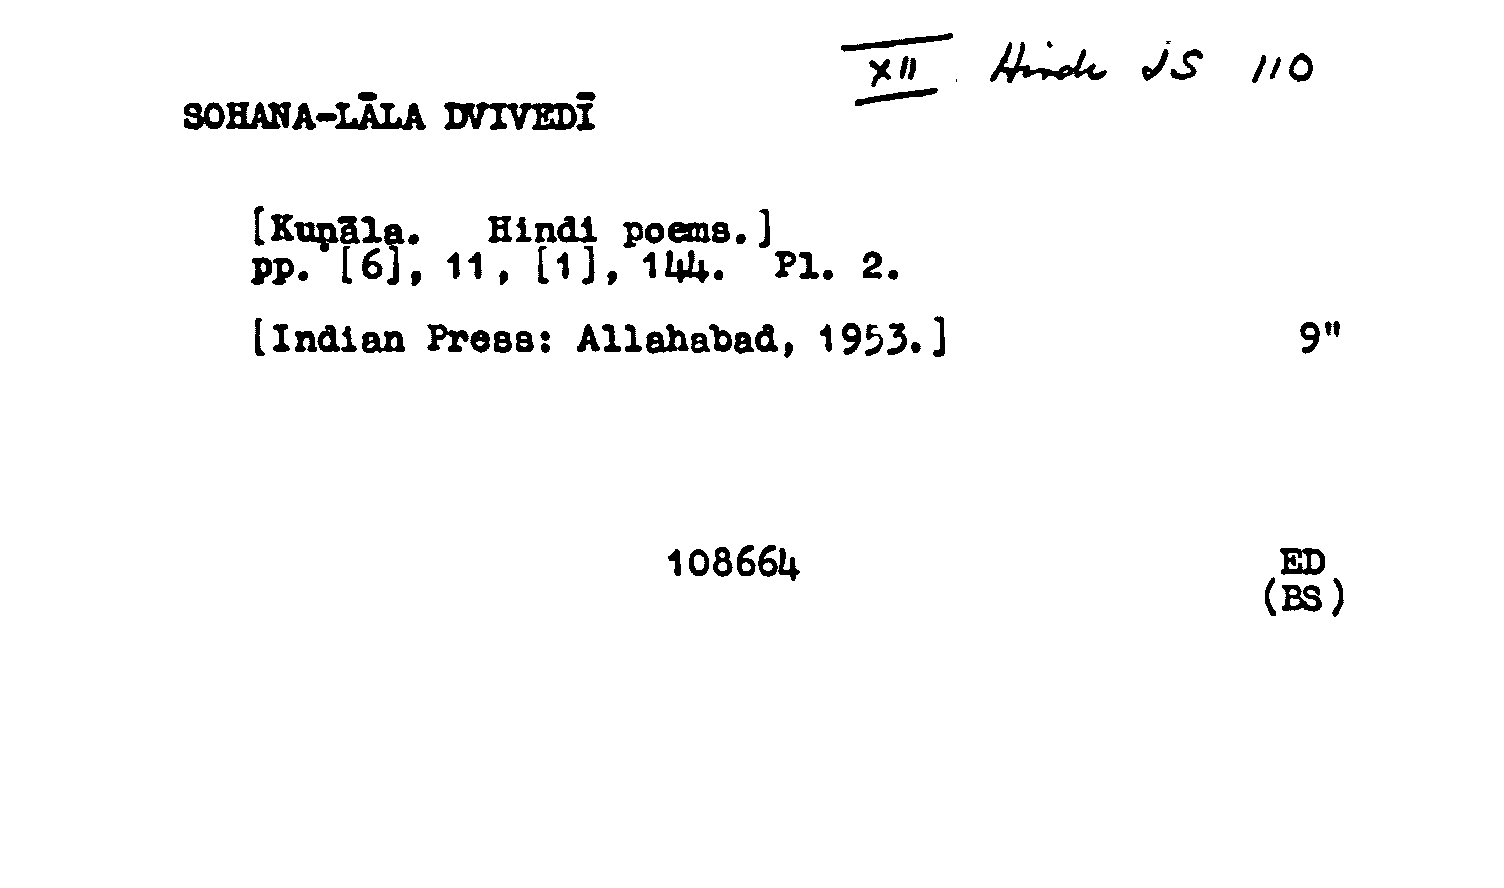 XII Hindi IS 110
SOHANA-LĀLA DVIVEDĪ
[Kuṇāla. Hindi poems.]
pp. [6], 11, [1], 144. Pl. 2.
[Indian Press: Allahabad, 1953.] 9"
108664 ED
(BS)